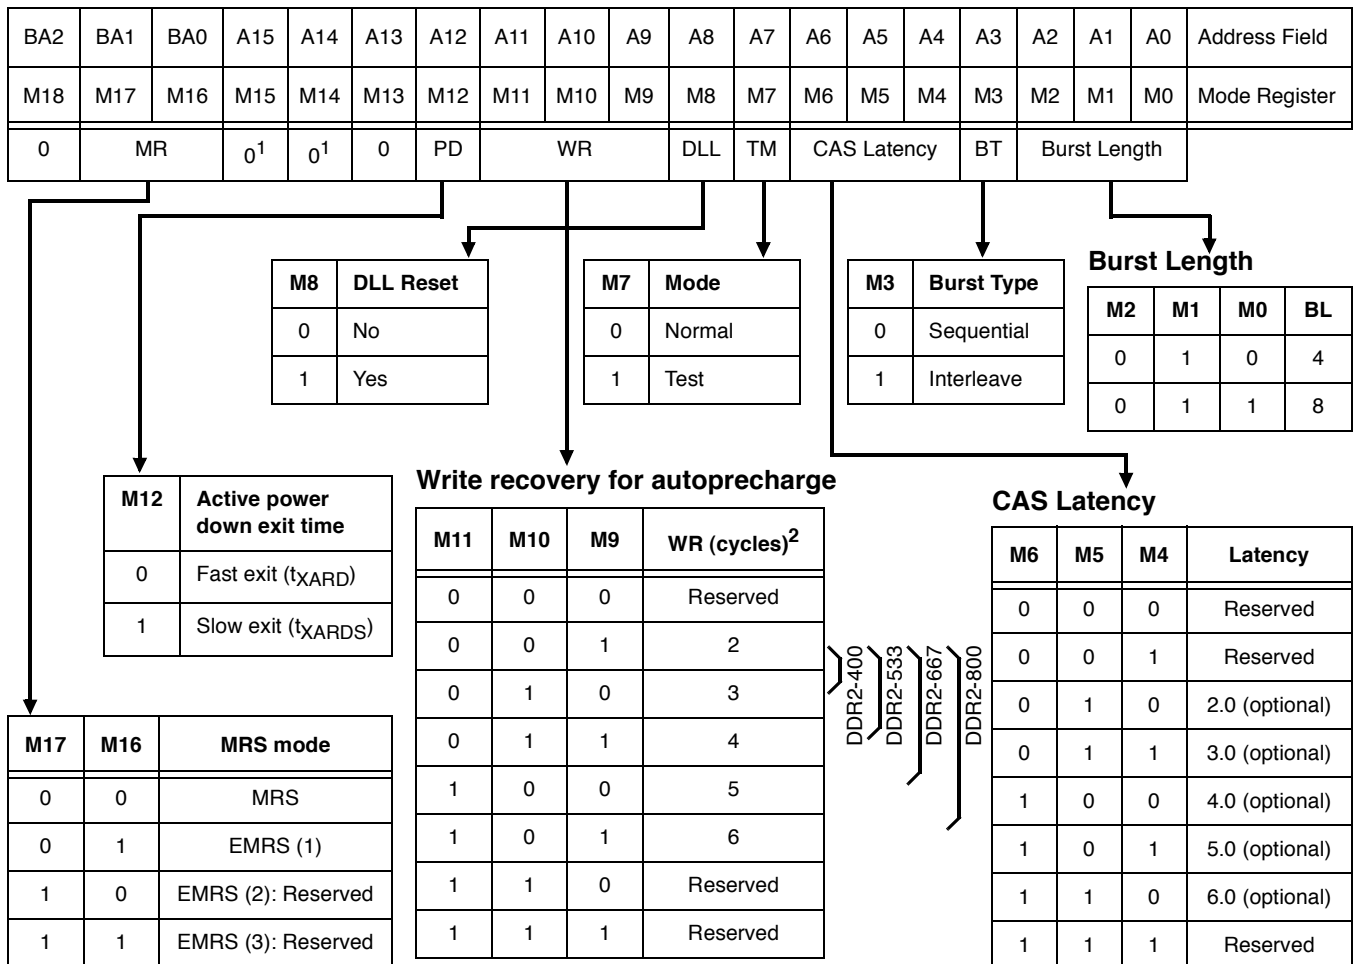 BA2 BA1 BA0 A15 A14 A13 A12 A11 A10 A9 A8 A7 A6 A5 A4 A3 A2 A1 A0 Address Field
M18 M17 M16 M15 M14 M13 M12 M11 M10 M9 M8 M7 M6 M5 M4 M3 M2 M1 M0 Mode Register
0 MR 0¹ 0¹ 0 PD WR DLL TM CAS Latency BT Burst Length
M8 DLL Reset
0 No
1 Yes
M7 Mode
0 Normal
1 Test
M3 Burst Type
0 Sequential
1 Interleave
Burst Length
M2 M1 M0 BL
0 1 0 4
0 1 1 8
M12 Active power
down exit time
0 Fast exit (tXARD)
1 Slow exit (tXARDS)
Write recovery for autoprecharge
M11 M10 M9 WR (cycles)²
0 0 0 Reserved
0 0 1 2
0 1 0 3
0 1 1 4
1 0 0 5
1 0 1 6
1 1 0 Reserved
1 1 1 Reserved
DDR2-400
DDR2-533
DDR2-667
DDR2-800
CAS Latency
M6 M5 M4 Latency
0 0 0 Reserved
0 0 1 Reserved
0 1 0 2.0 (optional)
0 1 1 3.0 (optional)
1 0 0 4.0 (optional)
1 0 1 5.0 (optional)
1 1 0 6.0 (optional)
1 1 1 Reserved
M17 M16 MRS mode
0 0 MRS
0 1 EMRS (1)
1 0 EMRS (2): Reserved
1 1 EMRS (3): Reserved